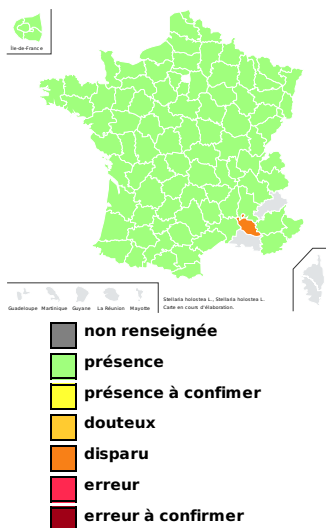 Île-de-France
Guadeloupe Martinique Guyane La Réunion Mayotte
Stellaria holostea L., Stellaria holostea L.
Carte en cours d'élaboration.
non renseignée
présence
présence à confimer
douteux
disparu
erreur
erreur à confirmer